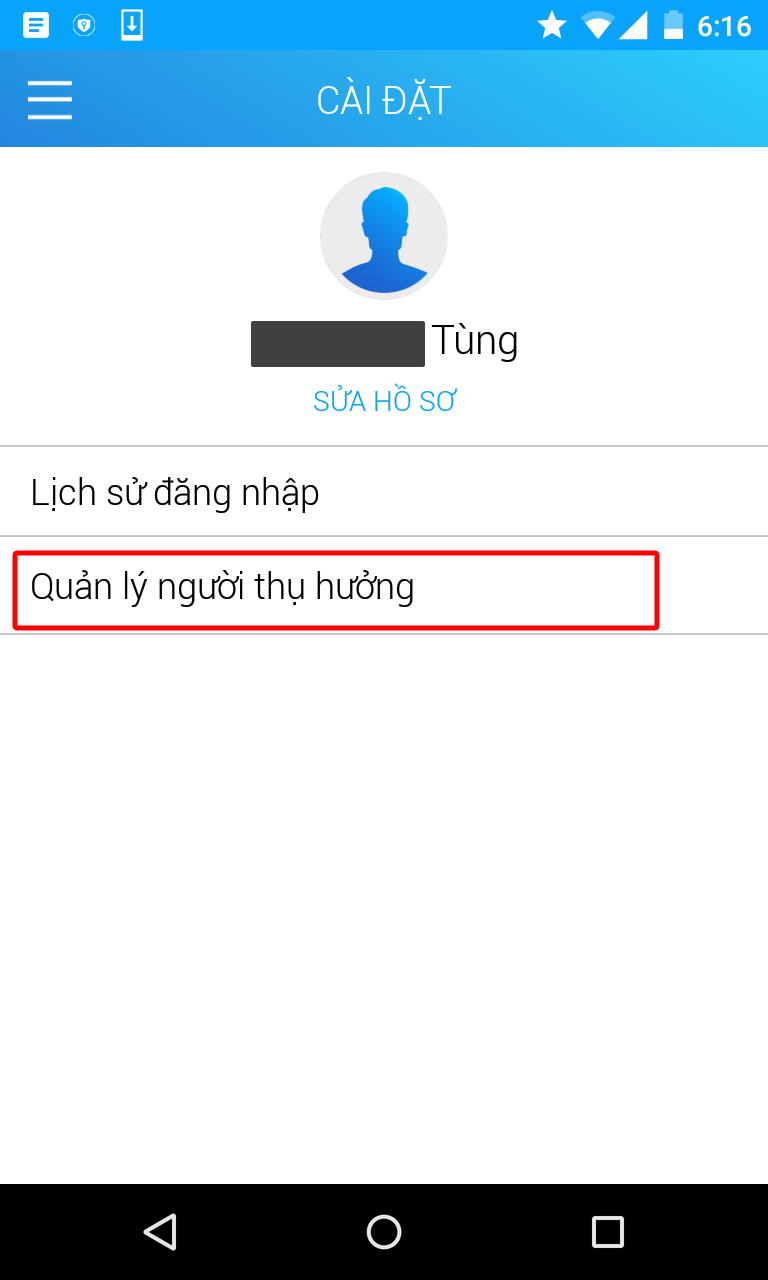 6:16
CÀI ĐẶT
Tùng
SỬA HỒ SƠ
Lịch sử đăng nhập
Quản lý người thụ hưởng